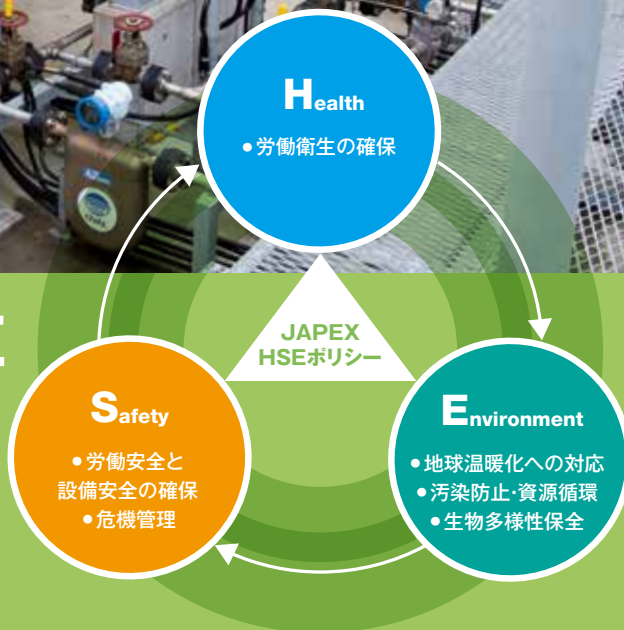 Health
●労働衛生の確保
JAPEX
HSEポリシー
Safety
●労働安全と
設備安全の確保
●危機管理
Environment
●地球温暖化への対応
●汚染防止・資源循環
●生物多様性保全